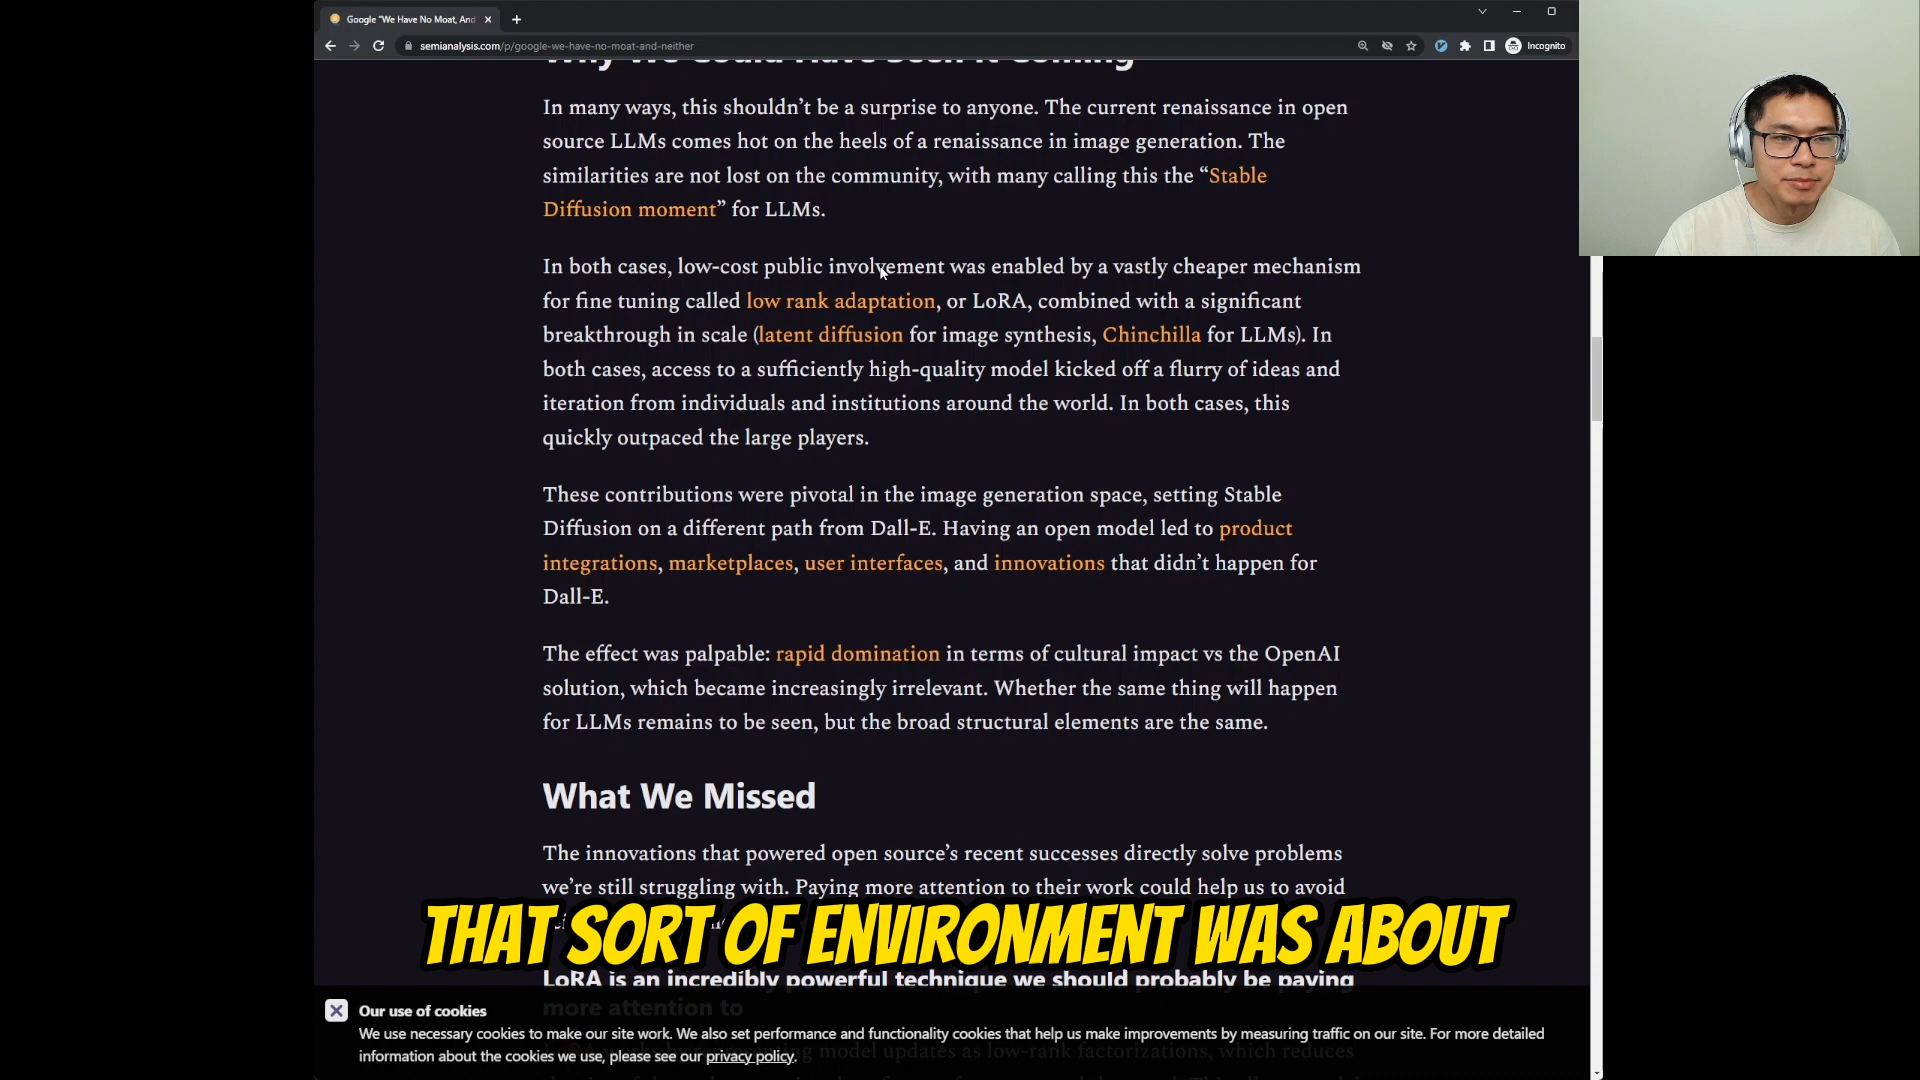 Google "We Have No Moat, And
semianalysis.com/p/google-we-have-no-moat-and-neither
Incognito
Why We Could Have Seen It Coming
In many ways, this shouldn't be a surprise to anyone. The current renaissance in open
source LLMs comes hot on the heels of a renaissance in image generation. The
similarities are not lost on the community, with many calling this the “Stable
Diffusion moment” for LLMs.
In both cases, low-cost public involvement was enabled by a vastly cheaper mechanism
for fine tuning called low rank adaptation, or LoRA, combined with a significant
breakthrough in scale (latent diffusion for image synthesis, Chinchilla for LLMs). In
both cases, access to a sufficiently high-quality model kicked off a flurry of ideas and
iteration from individuals and institutions around the world. In both cases, this
quickly outpaced the large players.
These contributions were pivotal in the image generation space, setting Stable
Diffusion on a different path from Dall-E. Having an open model led to product
integrations, marketplaces, user interfaces, and innovations that didn't happen for
Dall-E.
The effect was palpable: rapid domination in terms of cultural impact vs the OpenAI
solution, which became increasingly irrelevant. Whether the same thing will happen
for LLMs remains to be seen, but the broad structural elements are the same.
What We Missed
The innovations that powered open source's recent successes directly solve problems
we're still struggling with. Paying more attention to their work could help us to avoid
THAT SORT OF ENVIRONMENT WAS ABOUT
LoRA is an incredibly powerful technique we should probably be paying
more attention to
Our use of cookies
We use necessary cookies to make our site work. We also set performance and functionality cookies that help us make improvements by measuring traffic on our site. For more detailed
information about the cookies we use, please see our privacy policy.
model updates as low-rank factorizations, which reduces